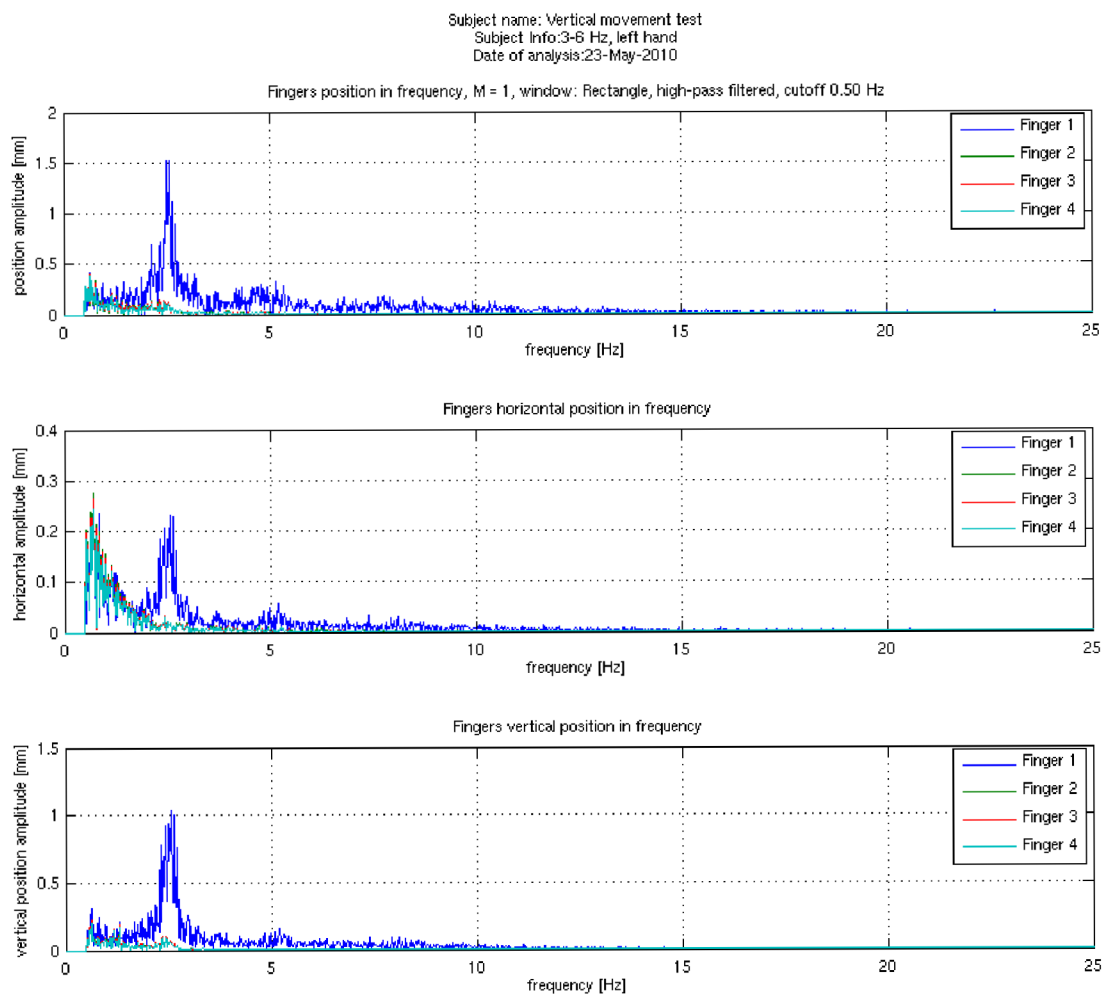 Subject name: Vertical movement test
Subject Info:3-6 Hz, left hand
Date of analysis:23-May-2010
Fingers position in frequency, M = 1, window: Rectangle, high-pass filtered, cutoff 0.50 Hz
position amplitude [mm]
2
1.5
1
0.5
0
0 5 10 15 20 25
frequency [Hz]
Finger 1
Finger 2
Finger 3
Finger 4
Fingers horizontal position in frequency
horizontal amplitude [mm]
0.4
0.3
0.2
0.1
0
0 5 10 15 20 25
frequency [Hz]
Finger 1
Finger 2
Finger 3
Finger 4
Fingers vertical position in frequency
vertical position amplitude [mm]
1.5
1
0.5
0
0 5 10 15 20 25
frequency [Hz]
Finger 1
Finger 2
Finger 3
Finger 4